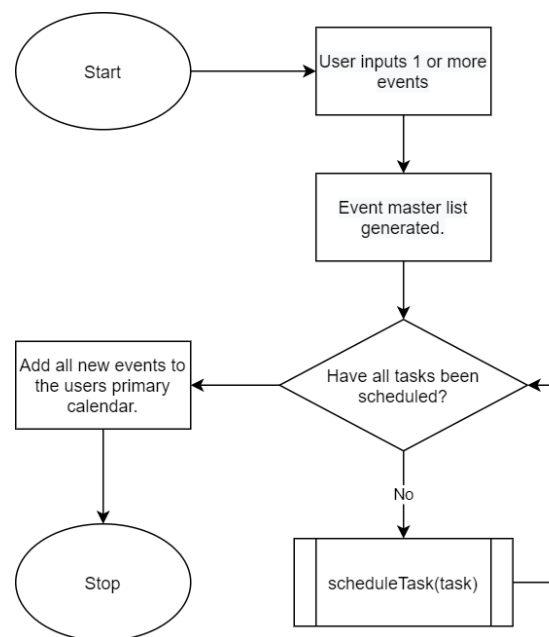 Start
User inputs 1 or more
events
Event master list
generated.
Have all tasks been
scheduled?
Add all new events to
the users primary
calendar.
No
Stop
scheduleTask(task)